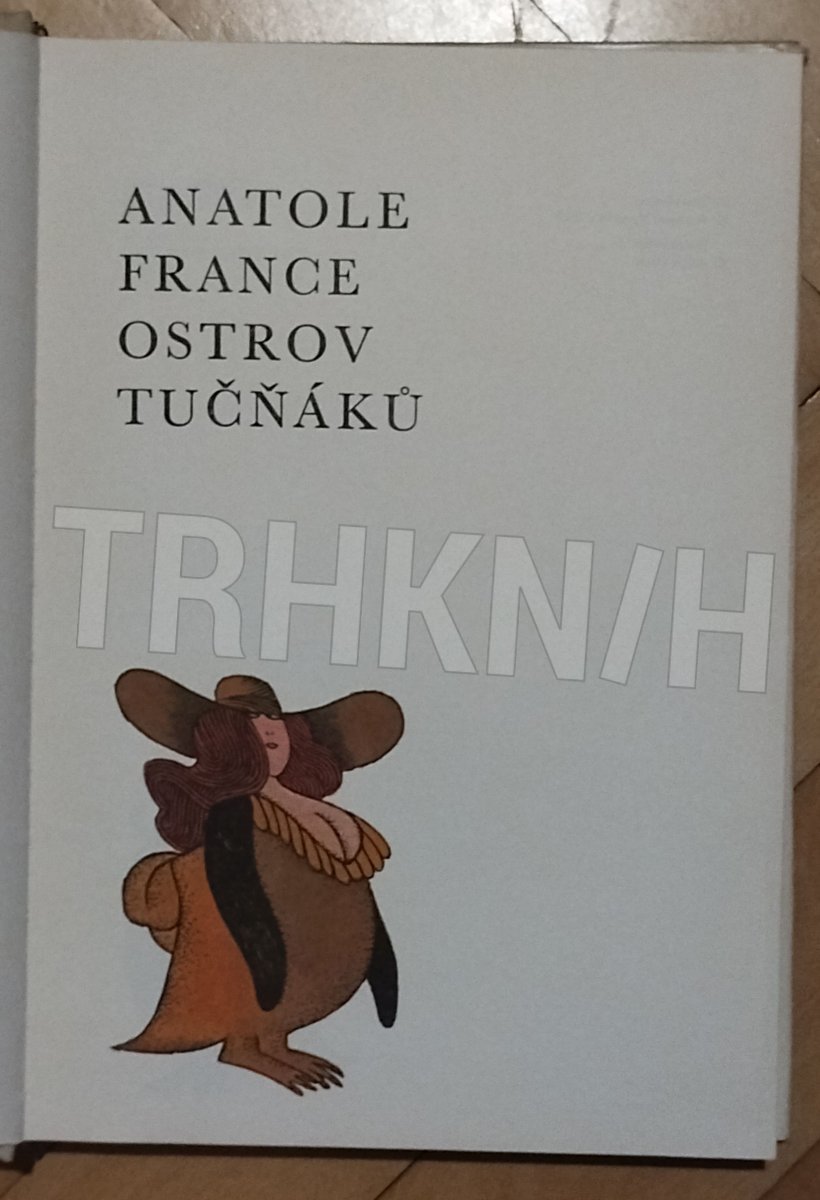 ANATOLE
FRANCE
OSTROV
TUČŇÁKŮ
TRHKNIH